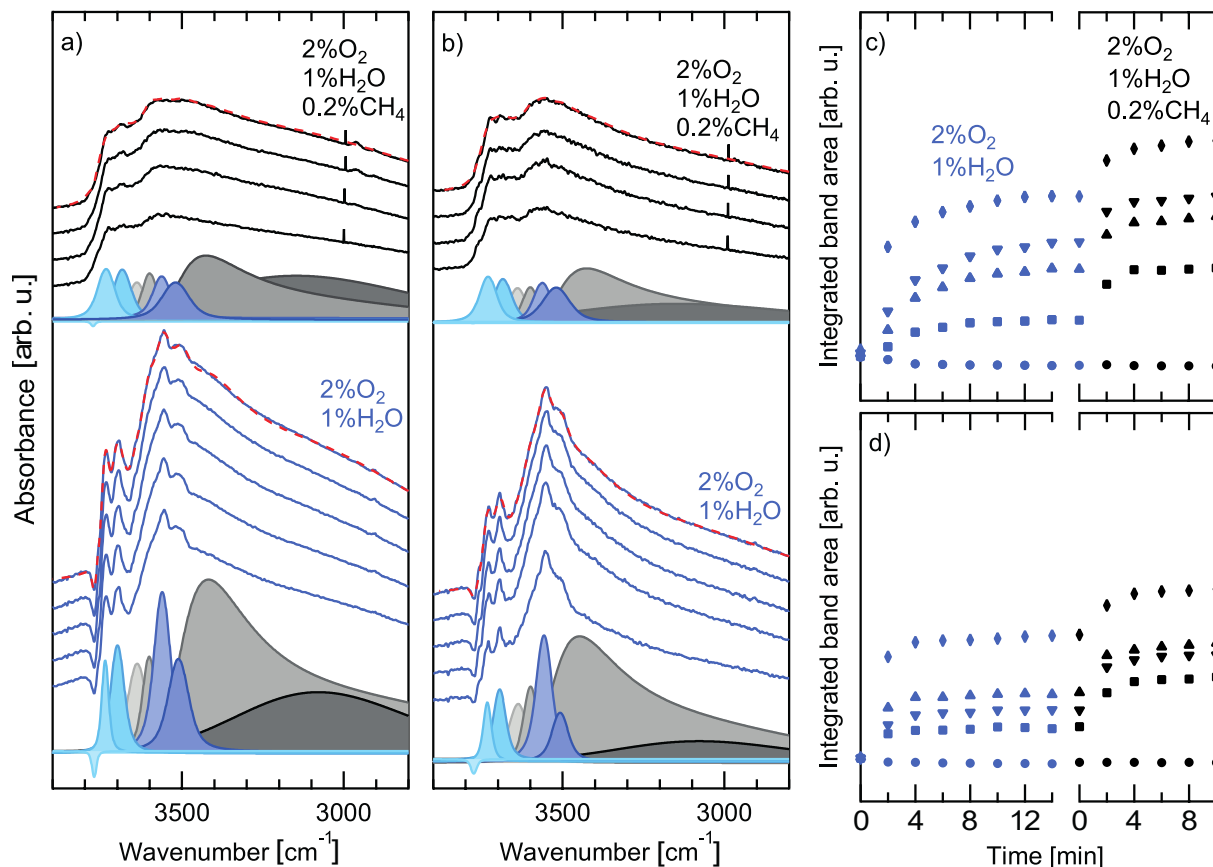 a)
2%O₂
1%H₂O
0.2%CH₄
2%O₂
1%H₂O
Absorbance [arb. u.]
3500
3000
Wavenumber [cm⁻¹]
b)
2%O₂
1%H₂O
0.2%CH₄
2%O₂
1%H₂O
3500
3000
Wavenumber [cm⁻¹]
c)
2%O₂
1%H₂O
0.2%CH₄
2%O₂
1%H₂O
Integrated band area [arb. u.]
d)
Integrated band area [arb. u.]
0 4 8 12 0 4 8
Time [min]